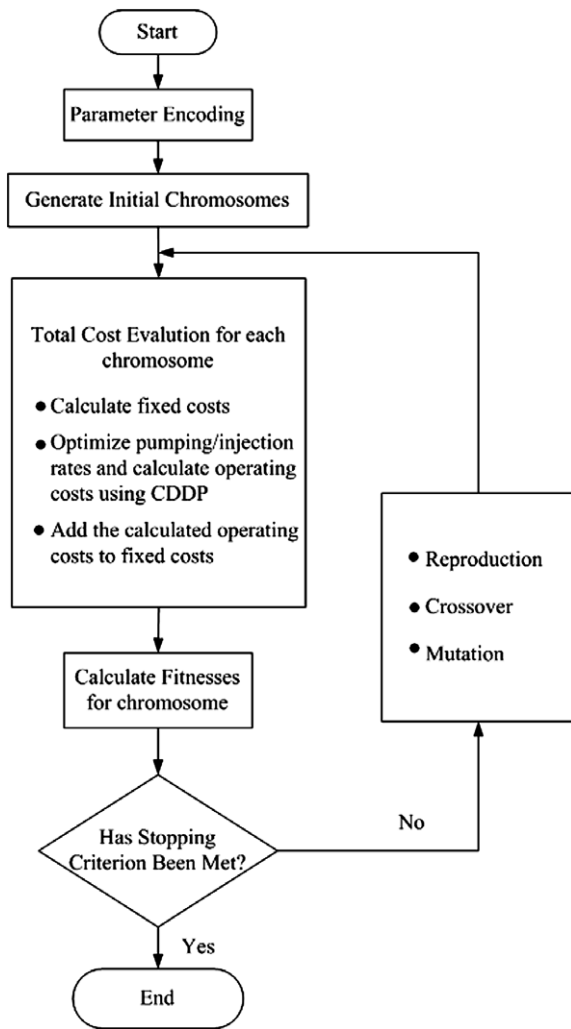 Start
Parameter Encoding
Generate Initial Chromosomes
Total Cost Evalution for each
chromosome
● Calculate fixed costs
● Optimize pumping/injection
rates and calculate operating
costs using CDDP
● Add the calculated operating
costs to fixed costs
● Reproduction
● Crossover
● Mutation
Calculate Fitnesses
for chromosome
Has Stopping
Criterion Been Met?
No
Yes
End